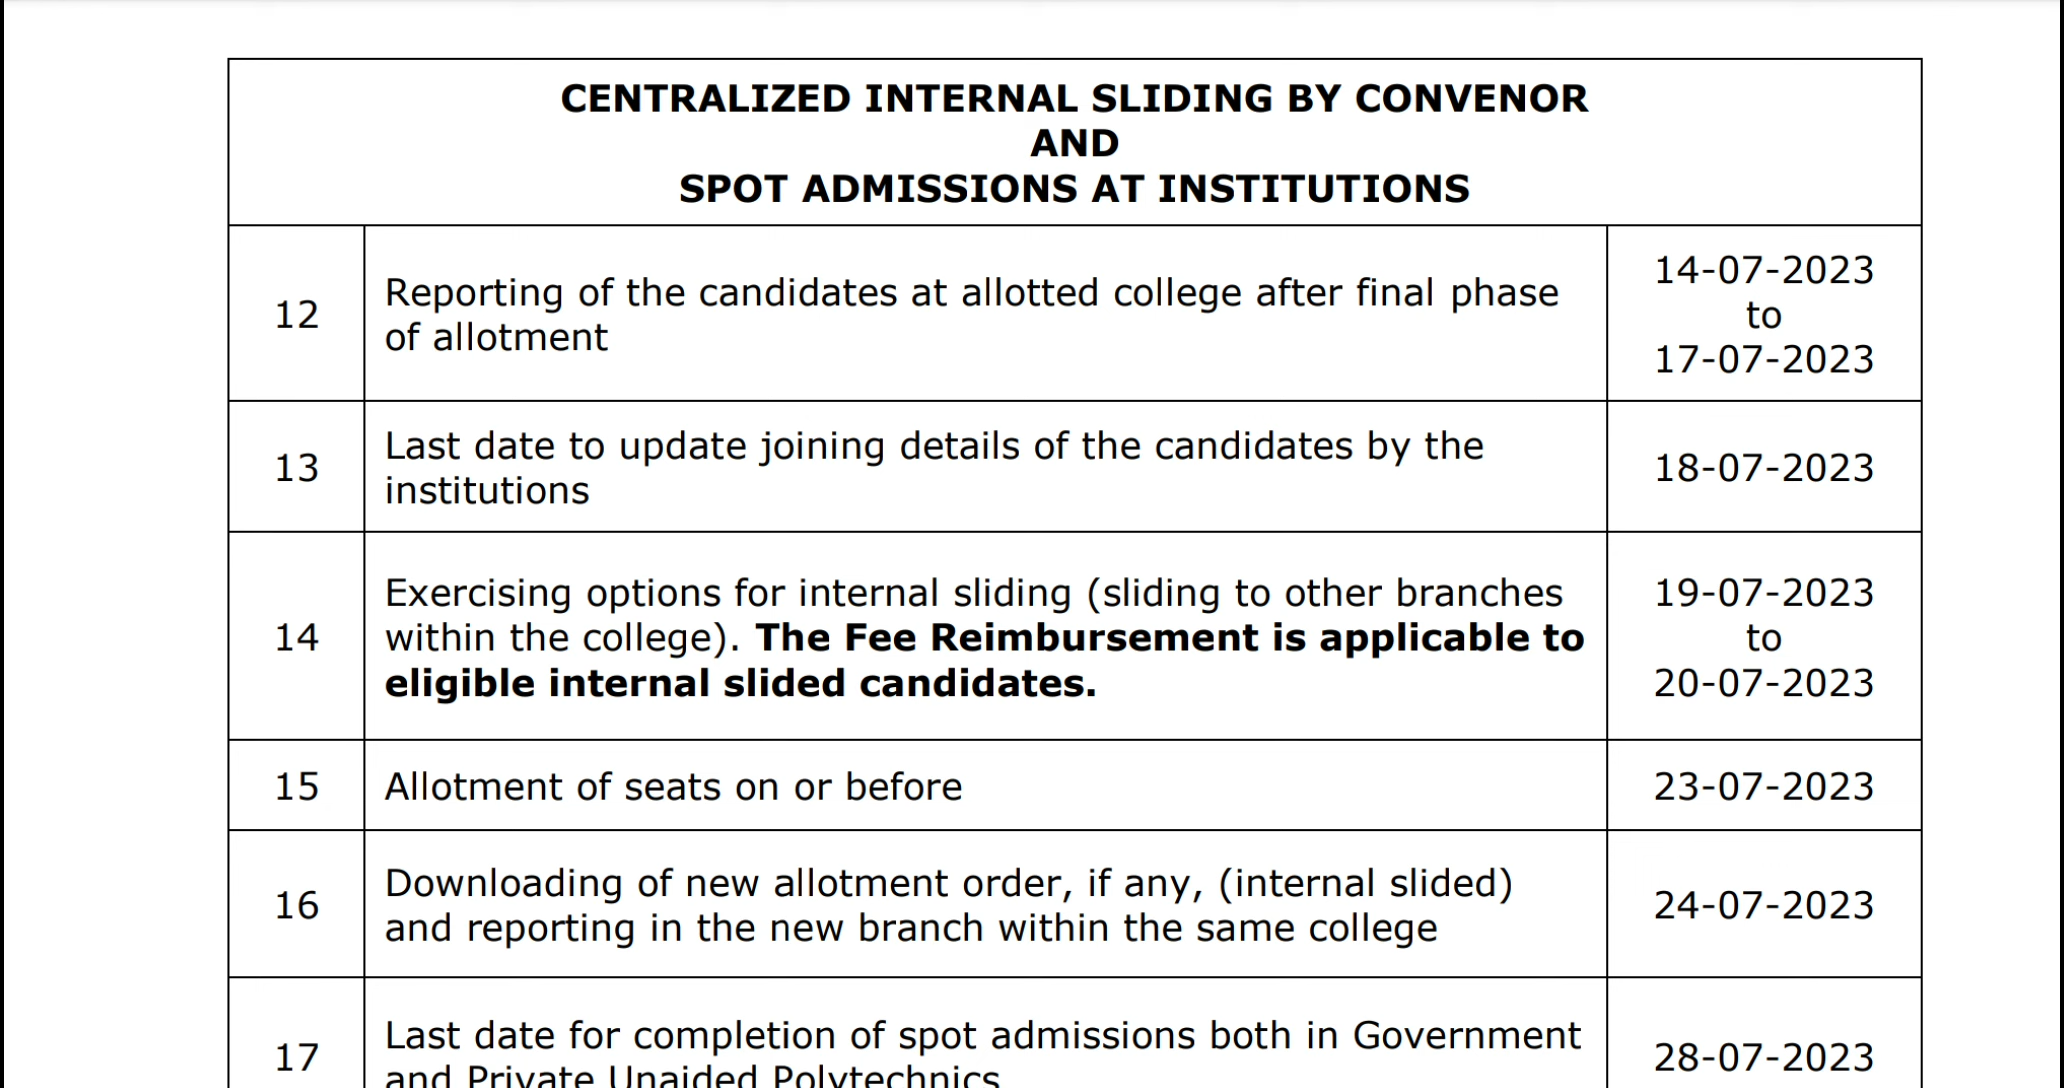 CENTRALIZED INTERNAL SLIDING BY CONVENOR
AND
SPOT ADMISSIONS AT INSTITUTIONS
12
Reporting of the candidates at allotted college after final phase
of allotment
14-07-2023
to
17-07-2023
13
Last date to update joining details of the candidates by the
institutions
18-07-2023
14
Exercising options for internal sliding (sliding to other branches
within the college). The Fee Reimbursement is applicable to
eligible internal slided candidates.
19-07-2023
to
20-07-2023
15
Allotment of seats on or before
23-07-2023
16
Downloading of new allotment order, if any, (internal slided)
and reporting in the new branch within the same college
24-07-2023
17
Last date for completion of spot admissions both in Government
and Private Unaided Polytechnics
28-07-2023